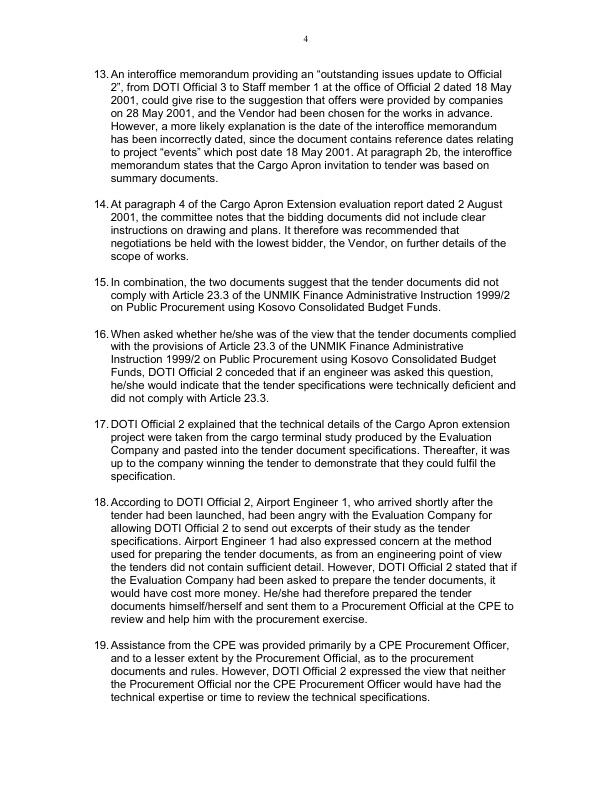 4
13. An interoffice memorandum providing an “outstanding issues update to Official
2”, from DOTI Official 3 to Staff member 1 at the office of Official 2 dated 18 May
2001, could give rise to the suggestion that offers were provided by companies
on 28 May 2001, and the Vendor had been chosen for the works in advance.
However, a more likely explanation is the date of the interoffice memorandum
has been incorrectly dated, since the document contains reference dates relating
to project “events” which post date 18 May 2001. At paragraph 2b, the interoffice
memorandum states that the Cargo Apron invitation to tender was based on
summary documents.
14. At paragraph 4 of the Cargo Apron Extension evaluation report dated 2 August
2001, the committee notes that the bidding documents did not include clear
instructions on drawing and plans. It therefore was recommended that
negotiations be held with the lowest bidder, the Vendor, on further details of the
scope of works.
15. In combination, the two documents suggest that the tender documents did not
comply with Article 23.3 of the UNMIK Finance Administrative Instruction 1999/2
on Public Procurement using Kosovo Consolidated Budget Funds.
16. When asked whether he/she was of the view that the tender documents complied
with the provisions of Article 23.3 of the UNMIK Finance Administrative
Instruction 1999/2 on Public Procurement using Kosovo Consolidated Budget
Funds, DOTI Official 2 conceded that if an engineer was asked this question,
he/she would indicate that the tender specifications were technically deficient and
did not comply with Article 23.3.
17. DOTI Official 2 explained that the technical details of the Cargo Apron extension
project were taken from the cargo terminal study produced by the Evaluation
Company and pasted into the tender document specifications. Thereafter, it was
up to the company winning the tender to demonstrate that they could fulfil the
specification.
18. According to DOTI Official 2, Airport Engineer 1, who arrived shortly after the
tender had been launched, had been angry with the Evaluation Company for
allowing DOTI Official 2 to send out excerpts of their study as the tender
specifications. Airport Engineer 1 had also expressed concern at the method
used for preparing the tender documents, as from an engineering point of view
the tenders did not contain sufficient detail. However, DOTI Official 2 stated that if
the Evaluation Company had been asked to prepare the tender documents, it
would have cost more money. He/she had therefore prepared the tender
documents himself/herself and sent them to a Procurement Official at the CPE to
review and help him with the procurement exercise.
19. Assistance from the CPE was provided primarily by a CPE Procurement Officer,
and to a lesser extent by the Procurement Official, as to the procurement
documents and rules. However, DOTI Official 2 expressed the view that neither
the Procurement Official nor the CPE Procurement Officer would have had the
technical expertise or time to review the technical specifications.